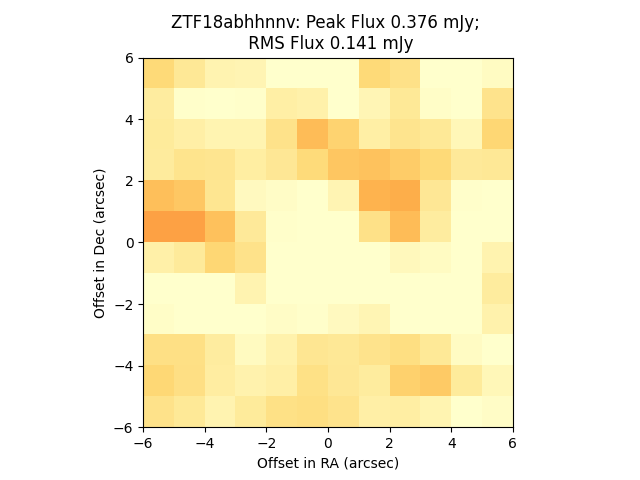 ZTF18abhhnnv: Peak Flux 0.376 mJy;
RMS Flux 0.141 mJy
6
4
2
0
−2
−4
−6
Offset in Dec (arcsec)
−6 −4 −2 0 2 4 6
Offset in RA (arcsec)